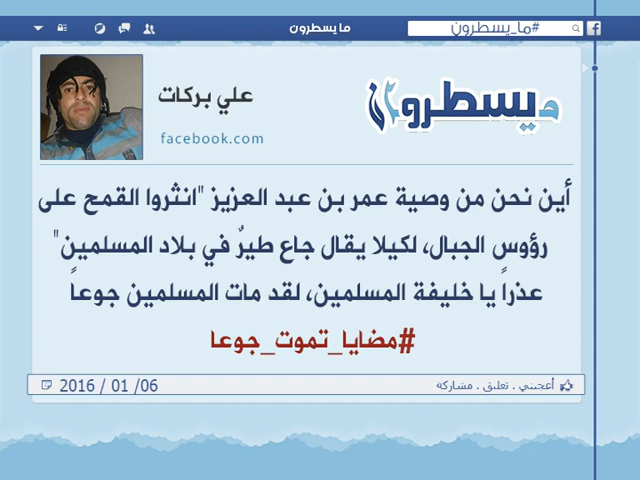 ما يسطرون
#ما_يسطرون
علي بركات
facebook.com
ما يسطرون
أين نحن من وصية عمر بن عبد العزيز "انثروا القمح على
رؤوس الجبال، لكيلا يقال جاع طيرٌ في بلاد المسلمين"
عذراً يا خليفة المسلمين، لقد مات المسلمين جوعاً
#مضايا_تموت_جوعا
أعجبني . تعليق . مشاركه
2016 / 01 /06